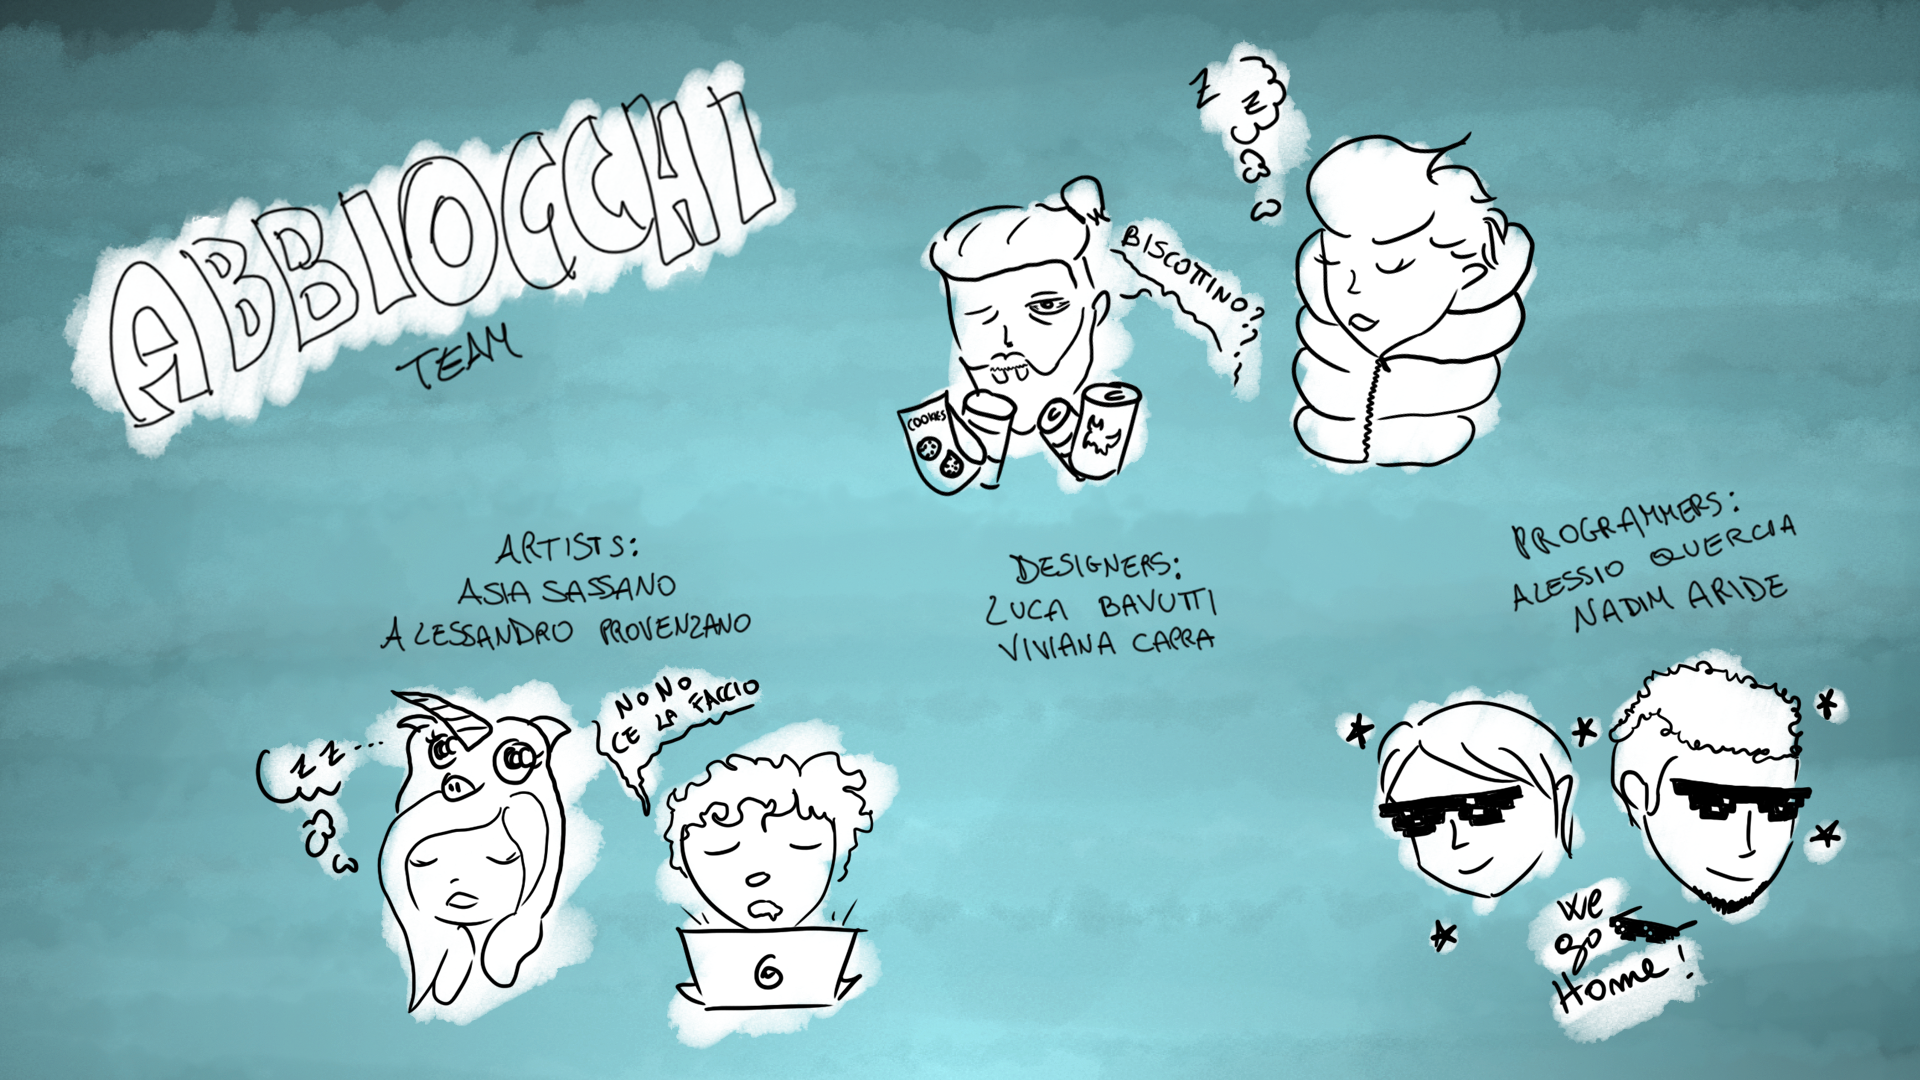 ABBIOCCHI
TEAM
Z Z
BISCOTTINO??
COOKIES
ARTISTS:
ASIA SASSANO
ALESSANDRO PROVENZANO
DESIGNERS:
LUCA BAVUTTI
VIVIANA CAPRA
PROGRAMMERS:
ALESSIO QUERCIA
NADIM ARIDE
Z Z ...
NO NO
CE LA FACCIO
6
We
go
Home!